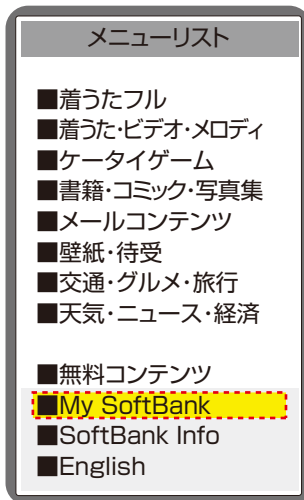 メニューリスト
■着うたフル
■着うた・ビデオ・メロディ
■ケータイゲーム
■書籍・コミック・写真集
■メールコンテンツ
■壁紙・待受
■交通・グルメ・旅行
■天気・ニュース・経済
■無料コンテンツ
■My SoftBank
■SoftBank Info
■English